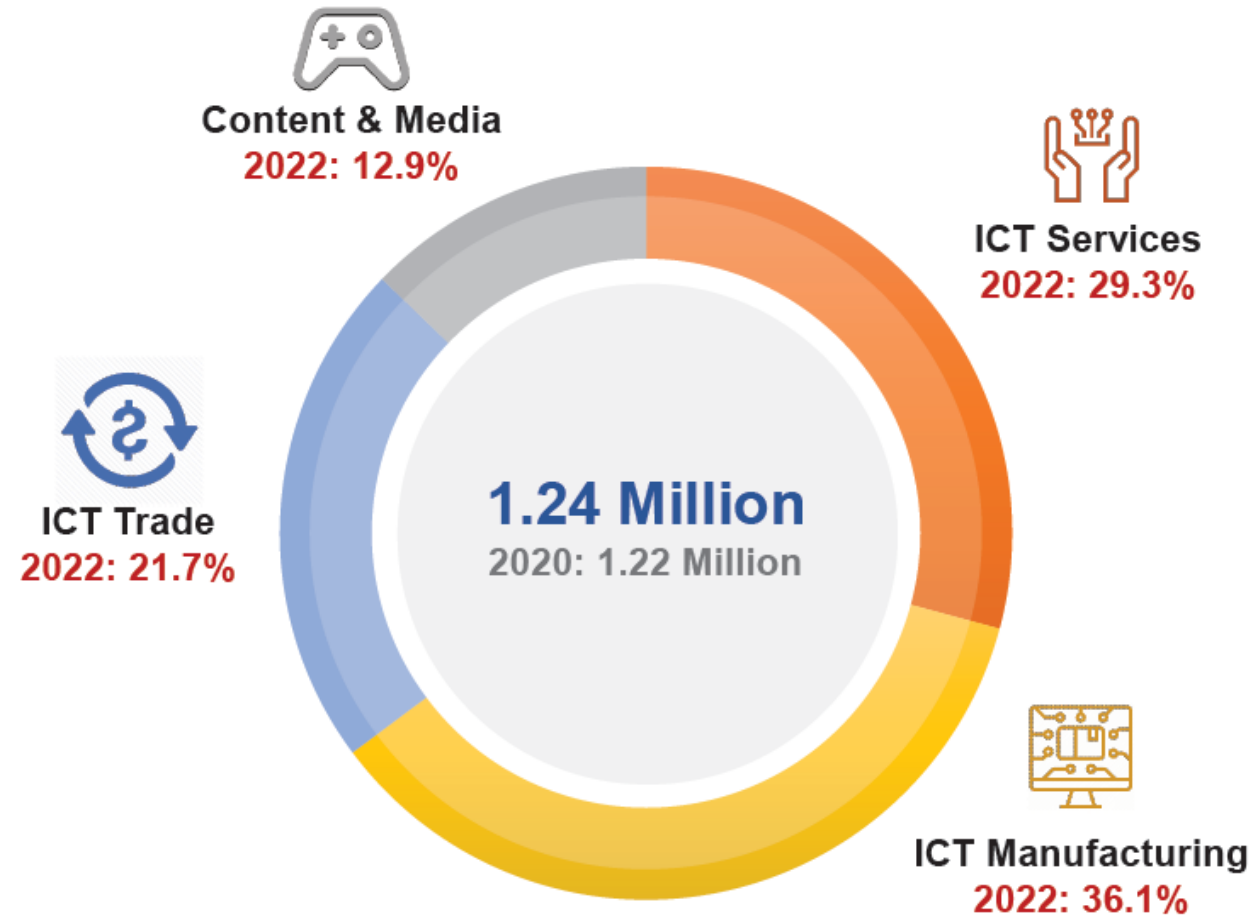 Content & Media
2022: 12.9%
ICT Services
2022: 29.3%
ICT Trade
2022: 21.7%
1.24 Million
2020: 1.22 Million
ICT Manufacturing
2022: 36.1%